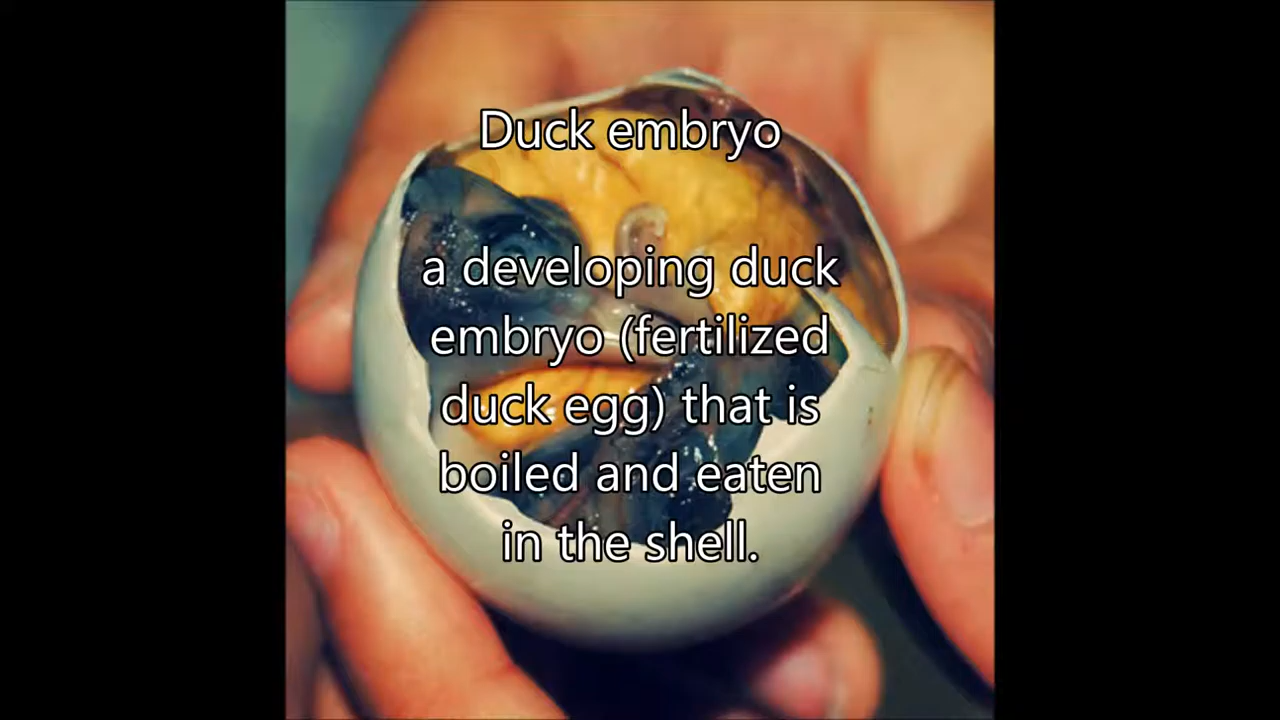 Duck embryo
a developing duck
embryo (fertilized
duck egg) that is
boiled and eaten
in the shell.